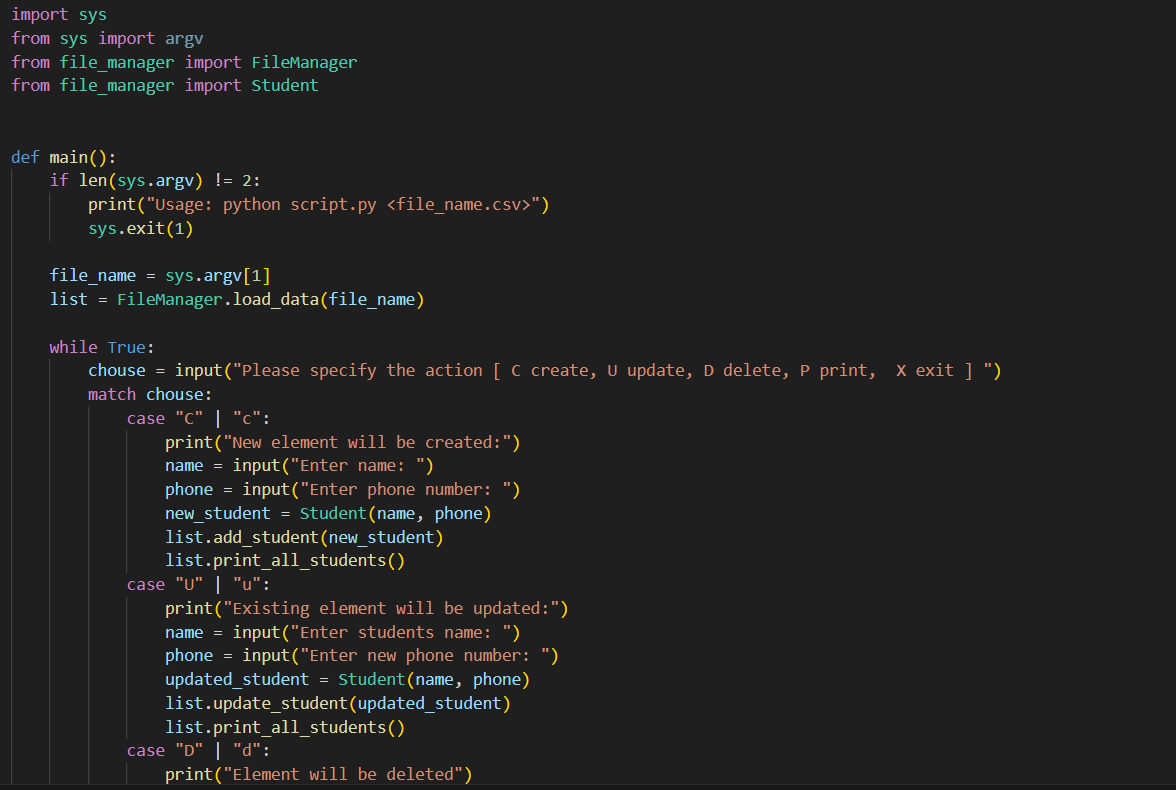 import sys
from sys import argv
from file_manager import FileManager
from file_manager import Student
def main():
    if len(sys.argv) != 2:
        print("Usage: python script.py <file_name.csv>")
        sys.exit(1)
    file_name = sys.argv[1]
    list = FileManager.load_data(file_name)
    while True:
        chouse = input("Please specify the action [ C create, U update, D delete, P print,  X exit ] ")
        match chouse:
            case "C" | "c":
                print("New element will be created:")
                name = input("Enter name: ")
                phone = input("Enter phone number: ")
                new_student = Student(name, phone)
                list.add_student(new_student)
                list.print_all_students()
            case "U" | "u":
                print("Existing element will be updated:")
                name = input("Enter students name: ")
                phone = input("Enter new phone number: ")
                updated_student = Student(name, phone)
                list.update_student(updated_student)
                list.print_all_students()
            case "D" | "d":
                print("Element will be deleted")